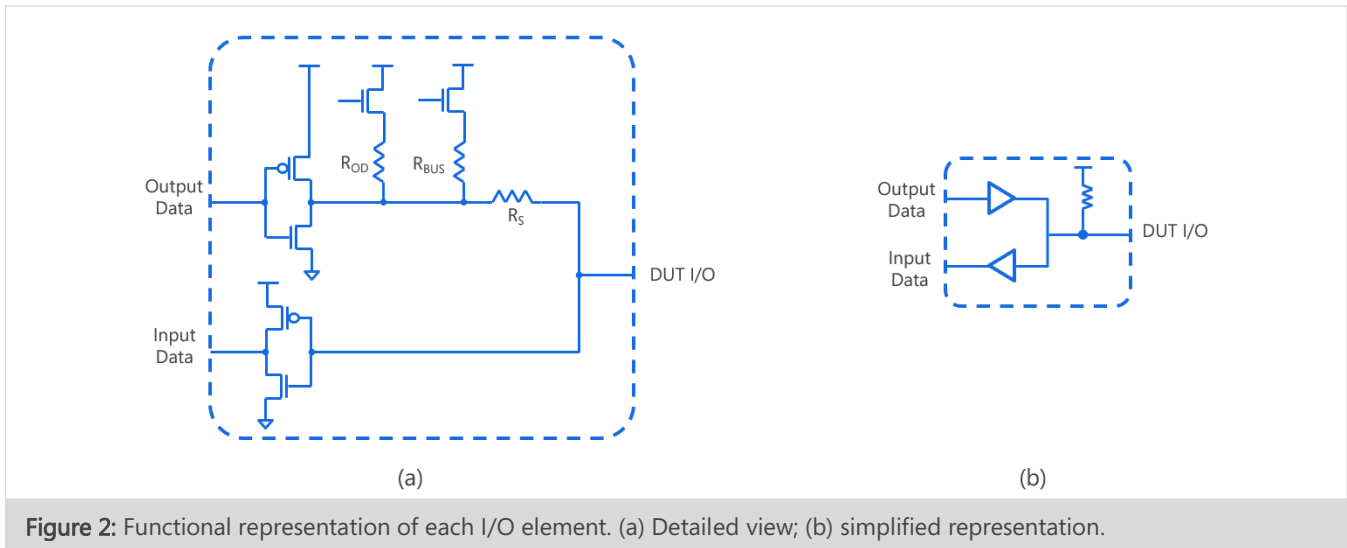 Output
Data
R_OD
R_BUS
R_S
DUT I/O
Input
Data
(a)
Output
Data
Input
Data
DUT I/O
(b)
Figure 2: Functional representation of each I/O element. (a) Detailed view; (b) simplified representation.